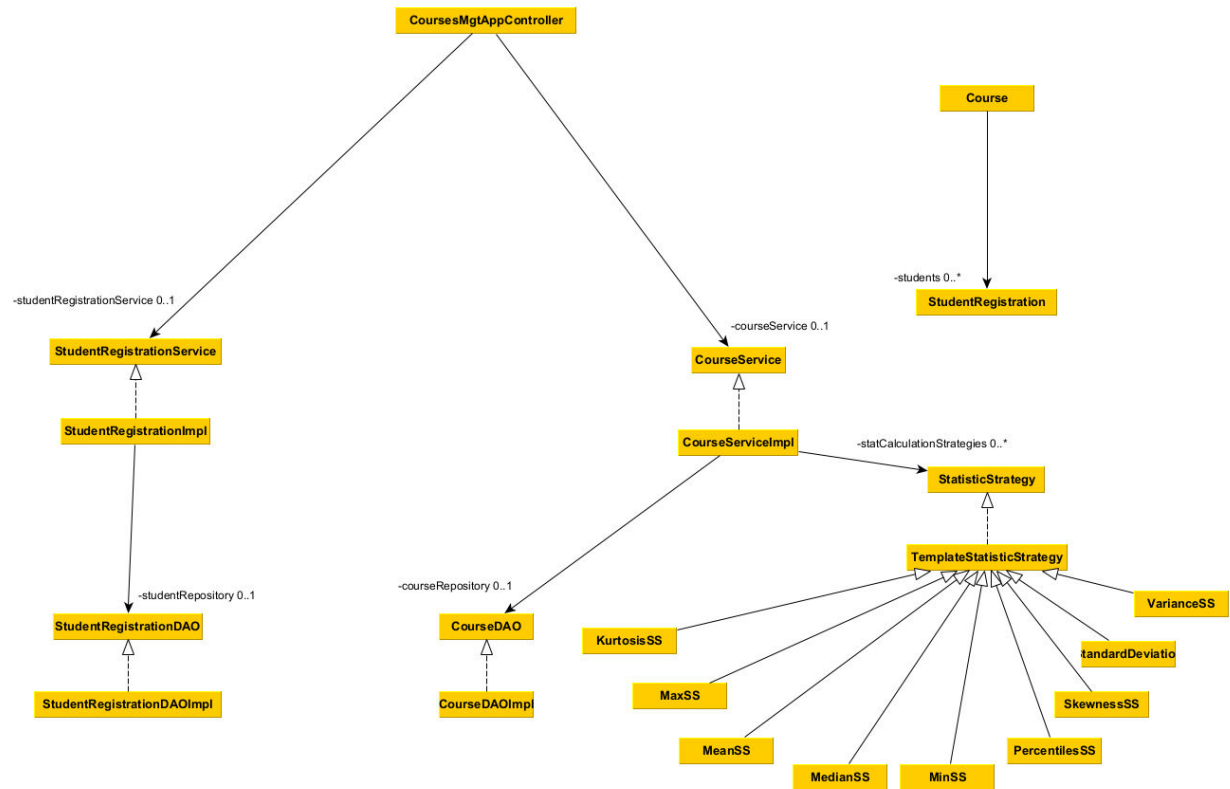 CoursesMgtAppController
Course
-studentRegistrationService 0..1
-students 0..*
StudentRegistration
-courseService 0..1
StudentRegistrationService
CourseService
StudentRegistrationImpl
CourseServiceImpl
-statCalculationStrategies 0..*
StatisticStrategy
TemplateStatisticStrategy
-courseRepository 0..1
-studentRepository 0..1
VarianceSS
StudentRegistrationDAO
CourseDAO
KurtosisSS
StandardDeviatio
MaxSS
StudentRegistrationDAOImpl
CourseDAOImpl
SkewnessSS
MeanSS
PercentilesSS
MedianSS
MinSS